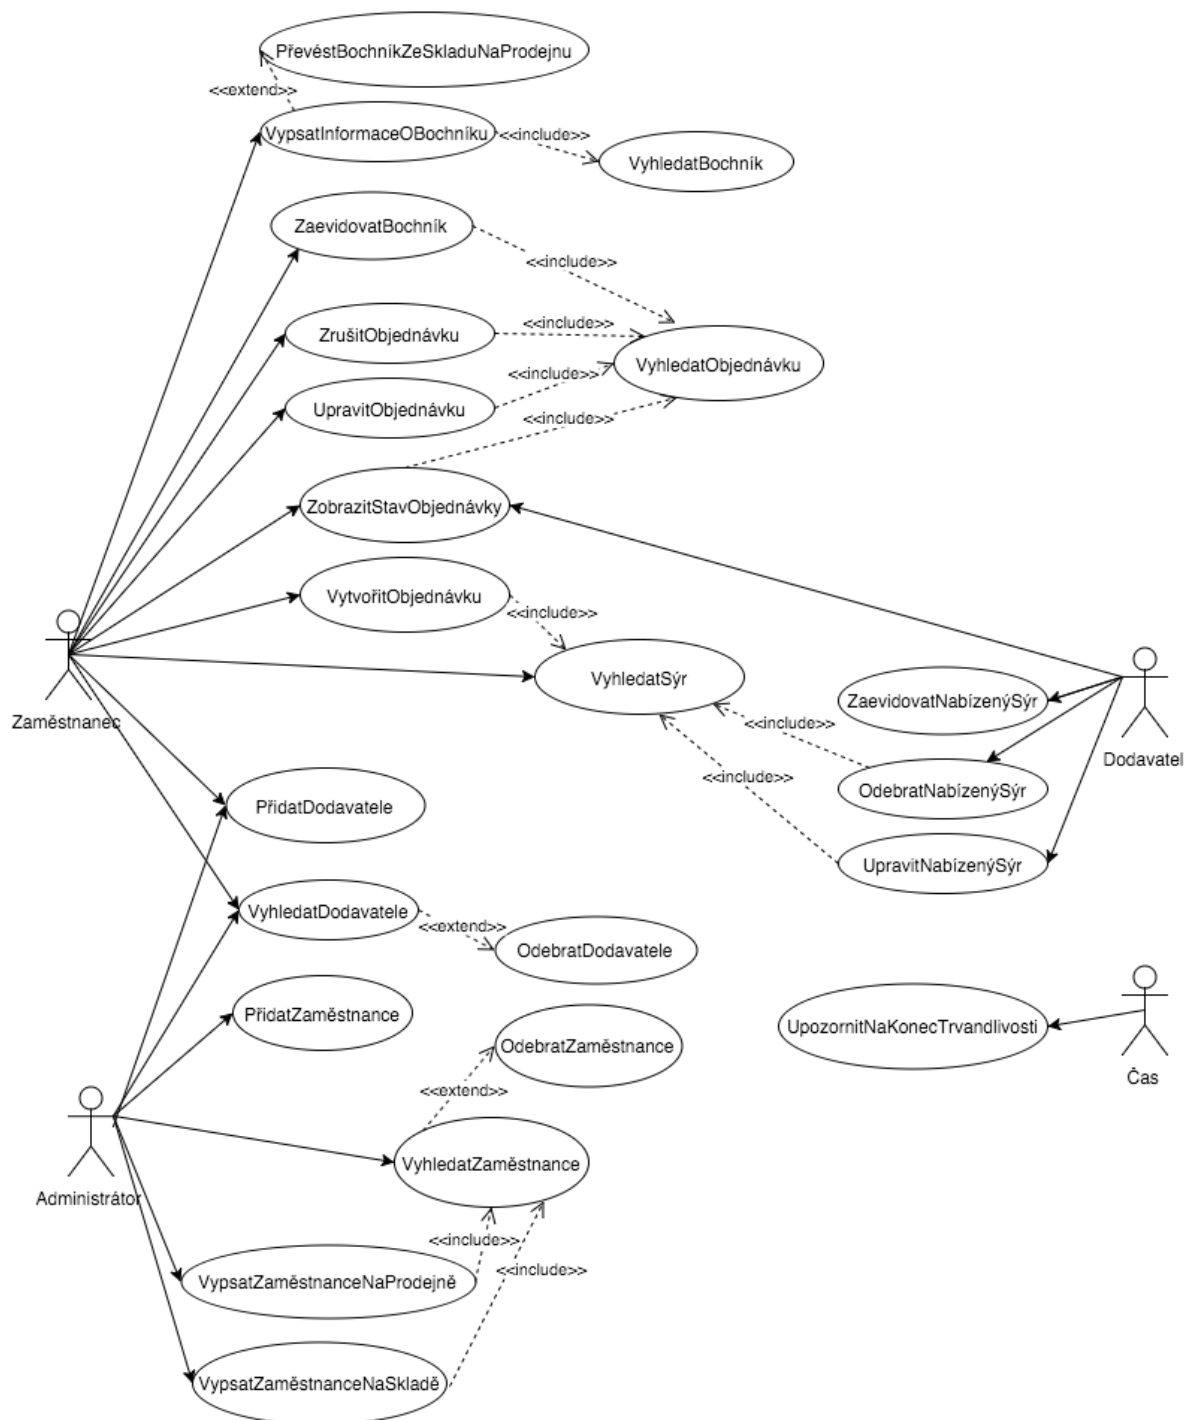 PřevéstBochníkZeSkladuNaProdejnu
<<extend>>
VypsatInformaceOBochníku
<<include>>
VyhledatBochník
ZaevidovatBochník
<<include>>
ZrušitObjednávku
<<include>>
VyhledatObjednávku
<<include>>
UpravitObjednávku
<<include>>
ZobrazitStavObjednávky
VytvořitObjednávku
<<include>>
VyhledatSýr
ZaevidovatNabízenýSýr
Zaměstnanec
<<include>>
Dodavatel
<<include>>
OdebratNabízenýSýr
PřidatDodavatele
UpravitNabízenýSýr
VyhledatDodavatele
<<extend>>
OdebratDodavatele
PřidatZaměstnance
UpozornitNaKonecTrvandlivosti
OdebratZaměstnance
Čas
<<extend>>
VyhledatZaměstnance
Administrátor
<<include>>
<<include>>
VypsatZaměstnanceNaProdejně
VypsatZaměstnanceNaSkladě